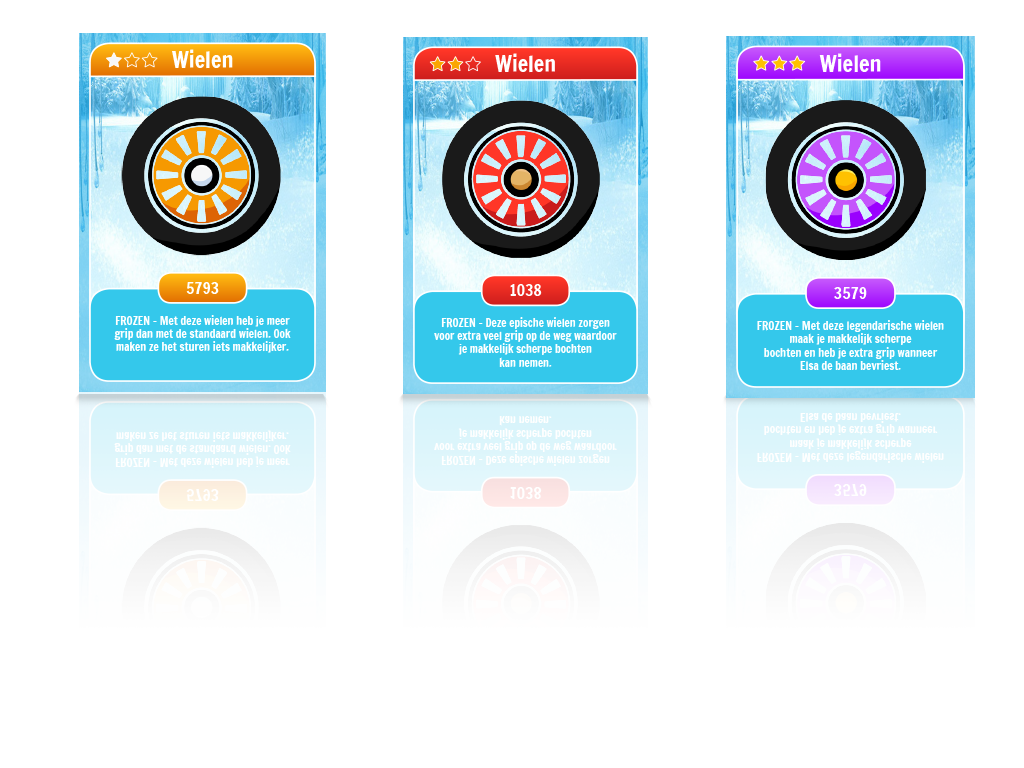 Wielen
5793
FROZEN - Met deze wielen heb je meer
grip dan met de standaard wielen. Ook
maken ze het sturen iets makkelijker.
Wielen
1038
FROZEN - Deze epische wielen zorgen
voor extra veel grip op de weg waardoor
je makkelijk scherpe bochten
kan nemen.
Wielen
3579
FROZEN - Met deze legendarische wielen
maak je makkelijk scherpe
bochten en heb je extra grip wanneer
Elsa de baan bevriest.